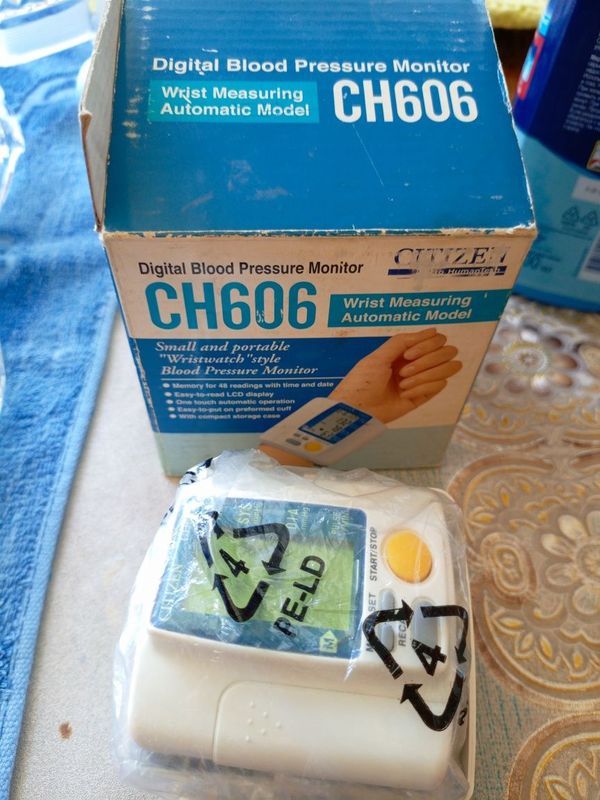 Digital Blood Pressure Monitor
Wrist Measuring
Automatic Model
CH606
Digital Blood Pressure Monitor
CITIZEN
CH606
Wrist Measuring
Automatic Model
Small and portable
"Wristwatch" style
Blood Pressure Monitor
Memory for 48 readings with time and date
Easy-to-read LCD display
One touch automatic operation
Easy-to-put on preformed cuff
With compact storage case
CITIZEN
SYS
DIA
M
4
PE-LD
START/STOP
SET
4